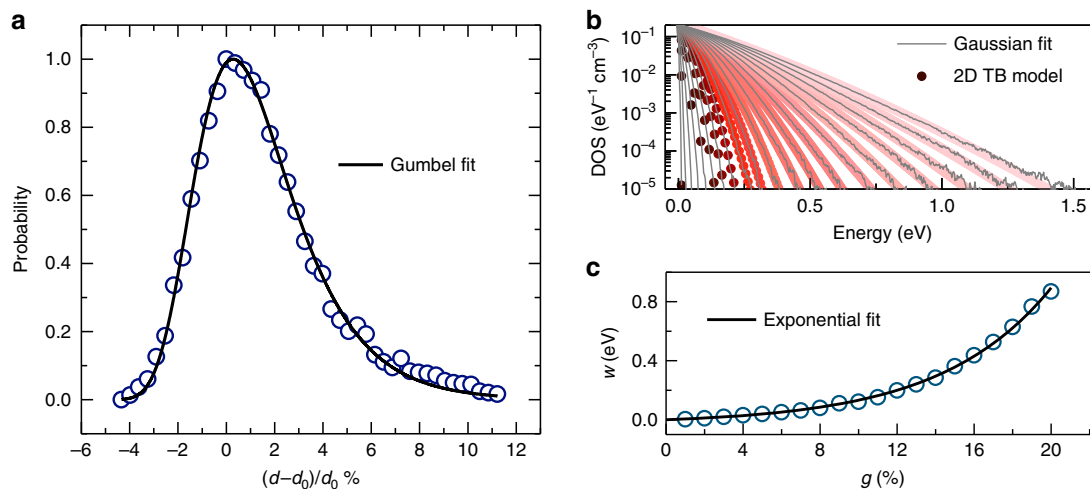 a
1.0
0.8
0.6
0.4
0.2
0.0
Probability
Gumbel fit
−6 −4 −2 0 2 4 6 8 10 12
(d−d₀)/d₀ %
b
10⁻¹
10⁻²
10⁻³
10⁻⁴
10⁻⁵
DOS (eV⁻¹ cm⁻³)
Gaussian fit
2D TB model
0.0 0.5 1.0 1.5
Energy (eV)
c
0.8
0.4
0.0
w (eV)
Exponential fit
0 4 8 12 16 20
g (%)